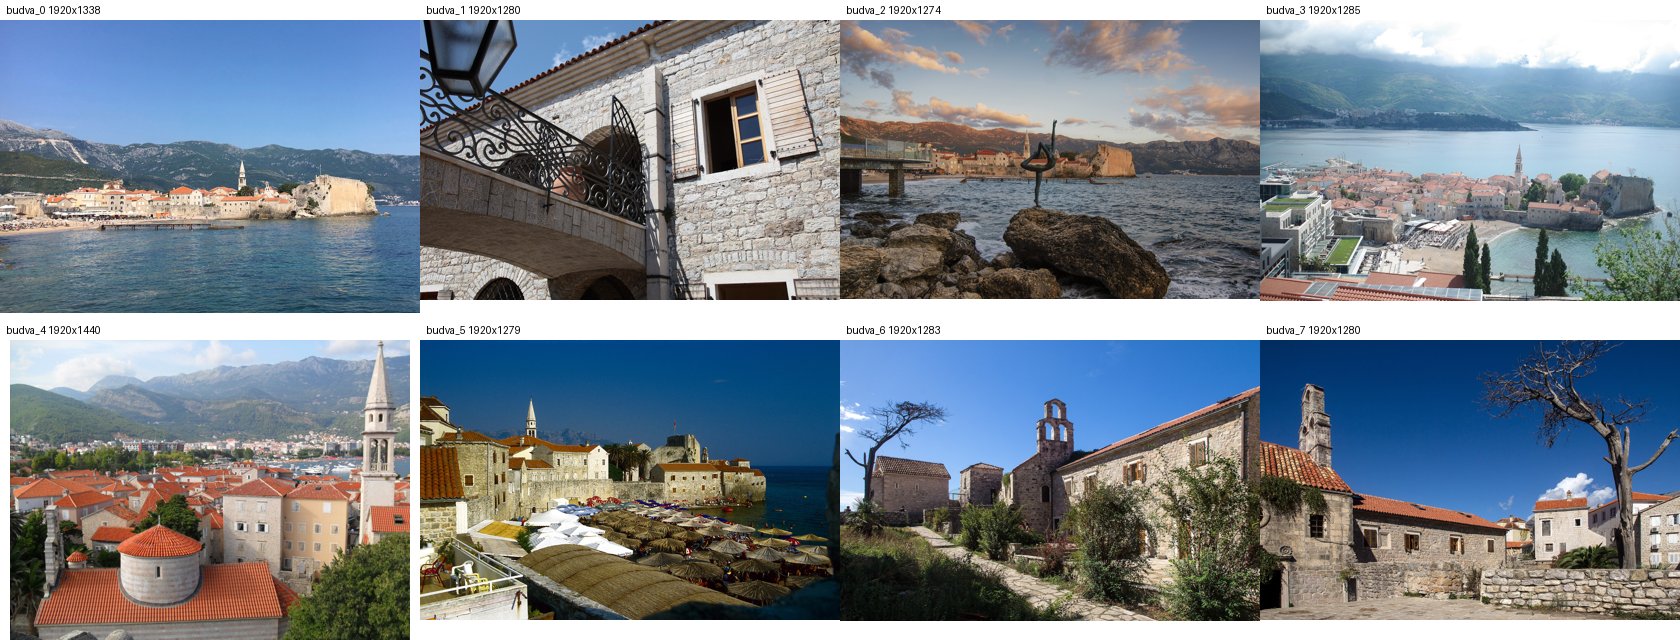 budva_0 1920x1338
budva_1 1920x1280
budva_2 1920x1274
budva_3 1920x1285
budva_4 1920x1440
budva_5 1920x1279
budva_6 1920x1283
budva_7 1920x1280